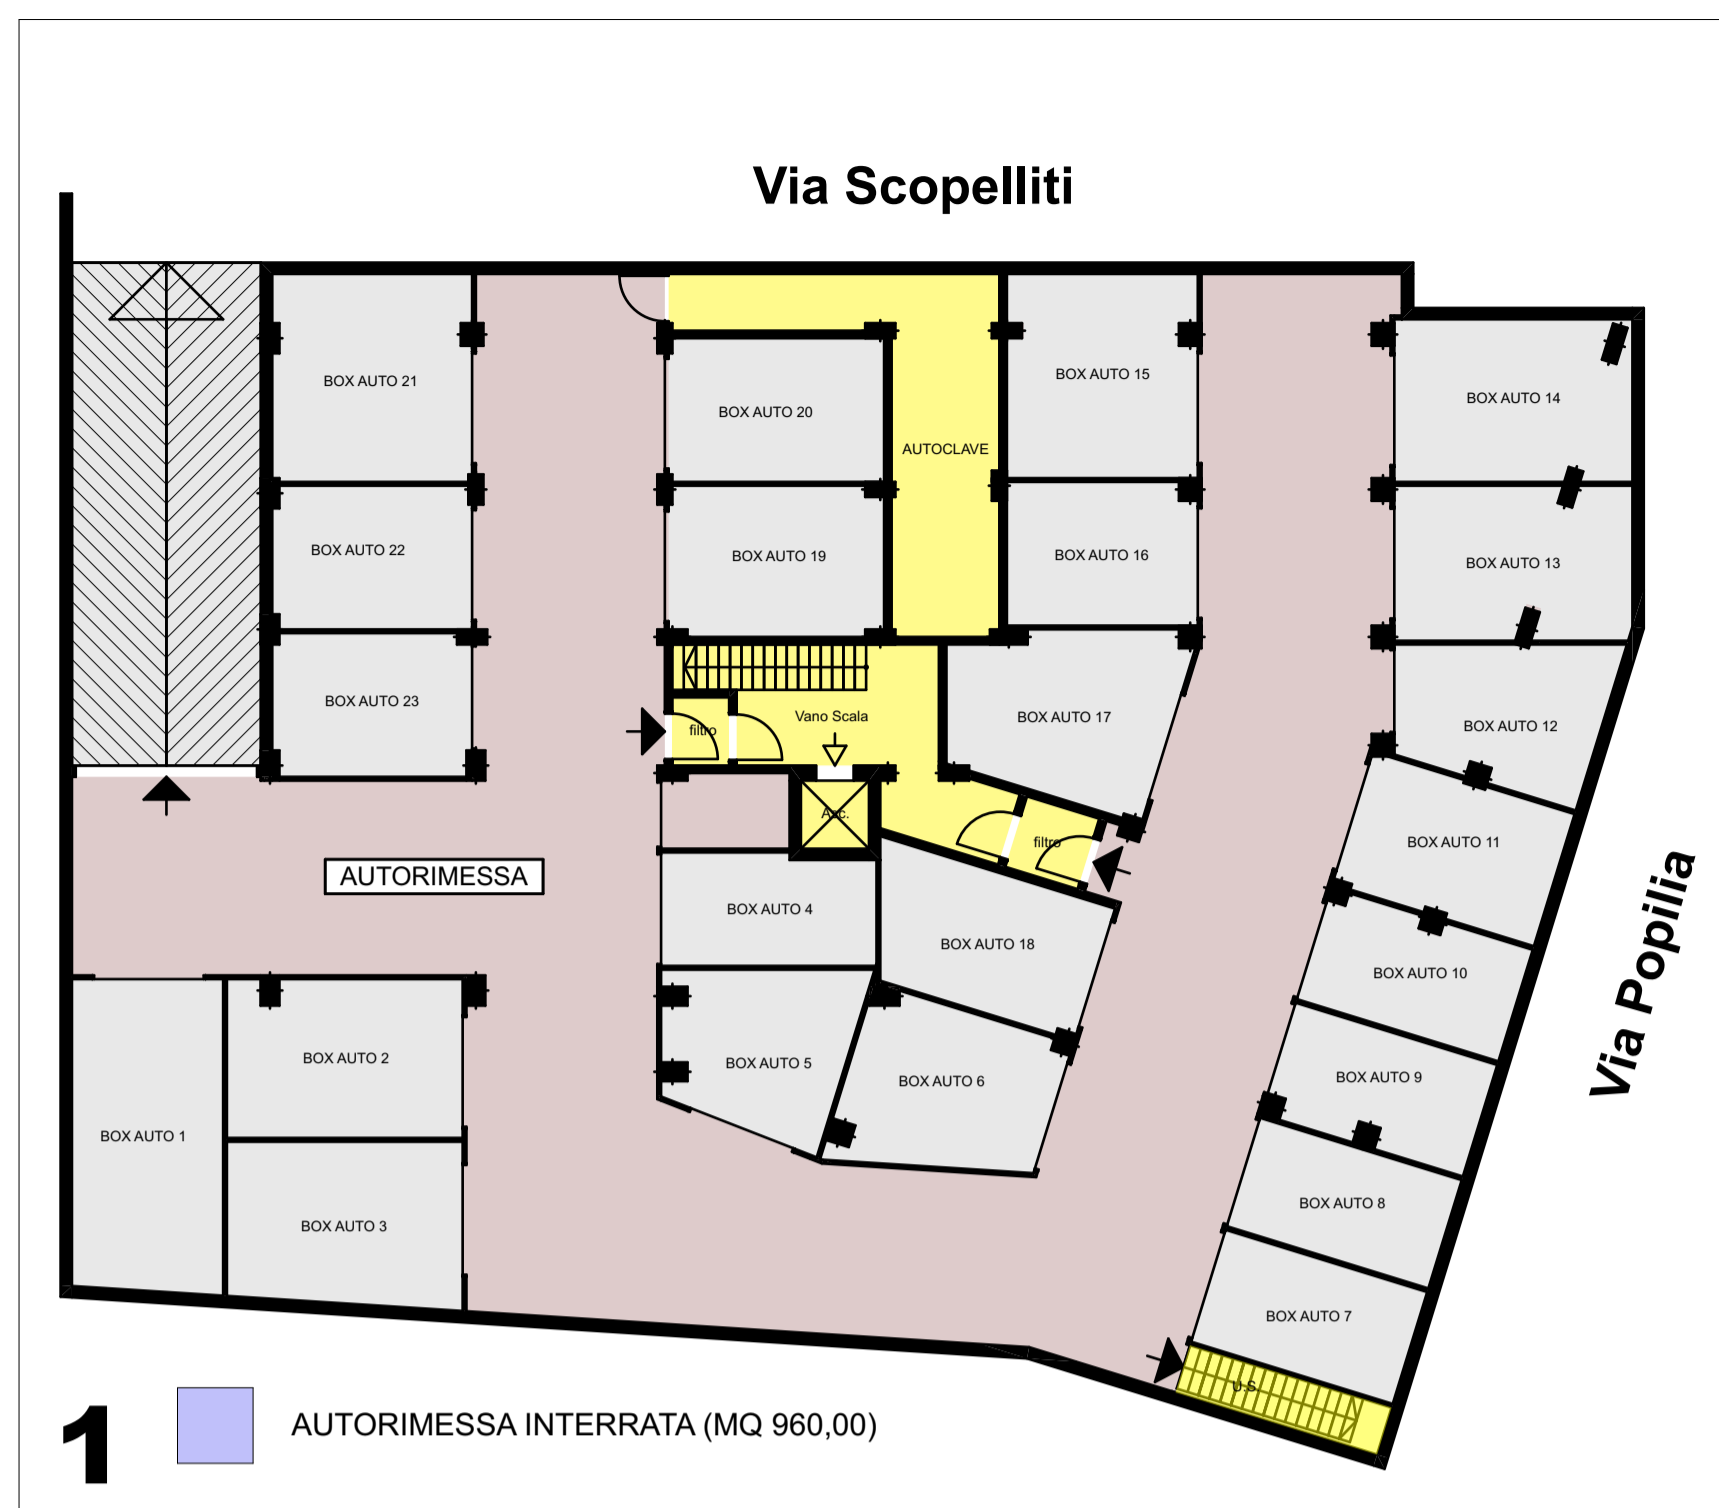 Via Scopelliti
BOX AUTO 21
BOX AUTO 20
BOX AUTO 15
BOX AUTO 14
AUTOCLAVE
BOX AUTO 22
BOX AUTO 19
BOX AUTO 16
BOX AUTO 13
BOX AUTO 23
filtro
Vano Scala
BOX AUTO 17
BOX AUTO 12
Asc.
filtro
BOX AUTO 11
AUTORIMESSA
BOX AUTO 4
BOX AUTO 18
BOX AUTO 10
Via Popilia
BOX AUTO 2
BOX AUTO 5
BOX AUTO 6
BOX AUTO 9
BOX AUTO 1
BOX AUTO 3
BOX AUTO 8
BOX AUTO 7
U.S.
1
AUTORIMESSA INTERRATA (MQ 960,00)